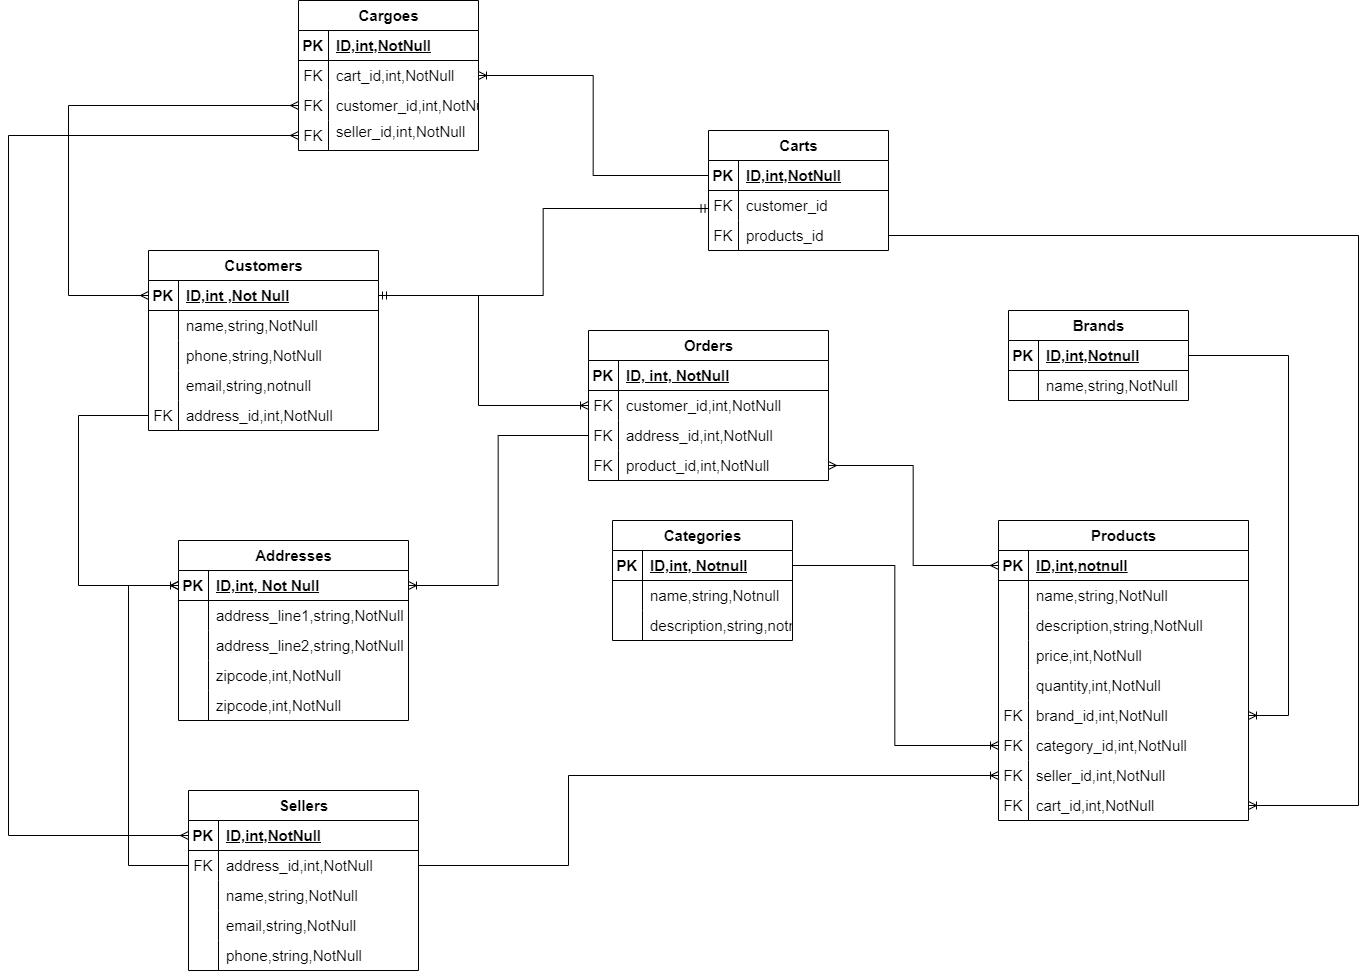 Cargoes
PK ID,int,NotNull
FK cart_id,int,NotNull
FK customer_id,int,NotNu
FK seller_id,int,NotNull
Carts
PK ID,int,NotNull
FK customer_id
FK products_id
Customers
PK ID,int ,Not Null
name,string,NotNull
phone,string,NotNull
email,string,notnull
FK address_id,int,NotNull
Orders
PK ID, int, NotNull
FK customer_id,int,NotNull
FK address_id,int,NotNull
FK product_id,int,NotNull
Brands
PK ID,int,Notnull
name,string,NotNull
Addresses
PK ID,int, Not Null
address_line1,string,NotNull
address_line2,string,NotNull
zipcode,int,NotNull
zipcode,int,NotNull
Categories
PK ID,int, Notnull
name,string,Notnull
description,string,notn
Products
PK ID,int,notnull
name,string,NotNull
description,string,NotNull
price,int,NotNull
quantity,int,NotNull
FK brand_id,int,NotNull
FK category_id,int,NotNull
FK seller_id,int,NotNull
FK cart_id,int,NotNull
Sellers
PK ID,int,NotNull
FK address_id,int,NotNull
name,string,NotNull
email,string,NotNull
phone,string,NotNull